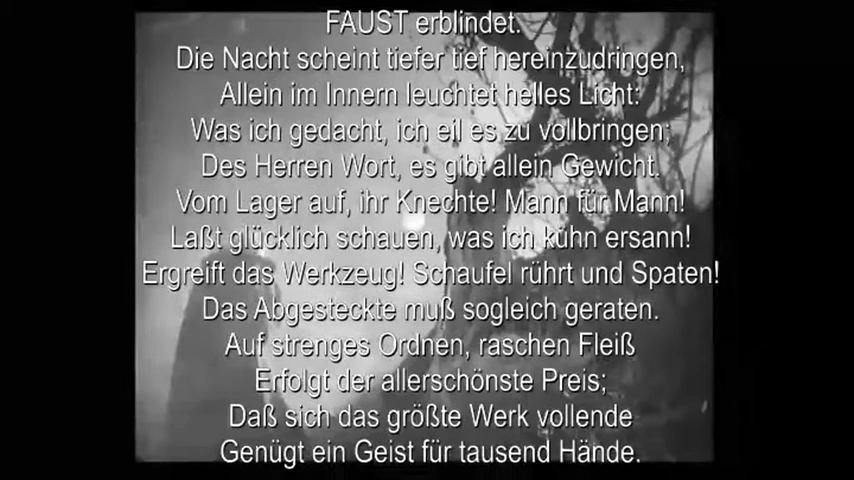 FAUST erblindet.
Die Nacht scheint tiefer tief hereinzudringen,
Allein im Innern leuchtet helles Licht:
Was ich gedacht, ich eil es zu vollbringen;
Des Herren Wort, es gibt allein Gewicht.
Vom Lager auf, ihr Knechte! Mann für Mann!
Laßt glücklich schauen, was ich kühn ersann!
Ergreift das Werkzeug! Schaufel rührt und Spaten!
Das Abgesteckte muß sogleich geraten.
Auf strenges Ordnen, raschen Fleiß
Erfolgt der allerschönste Preis;
Daß sich das größte Werk vollende
Genügt ein Geist für tausend Hände.